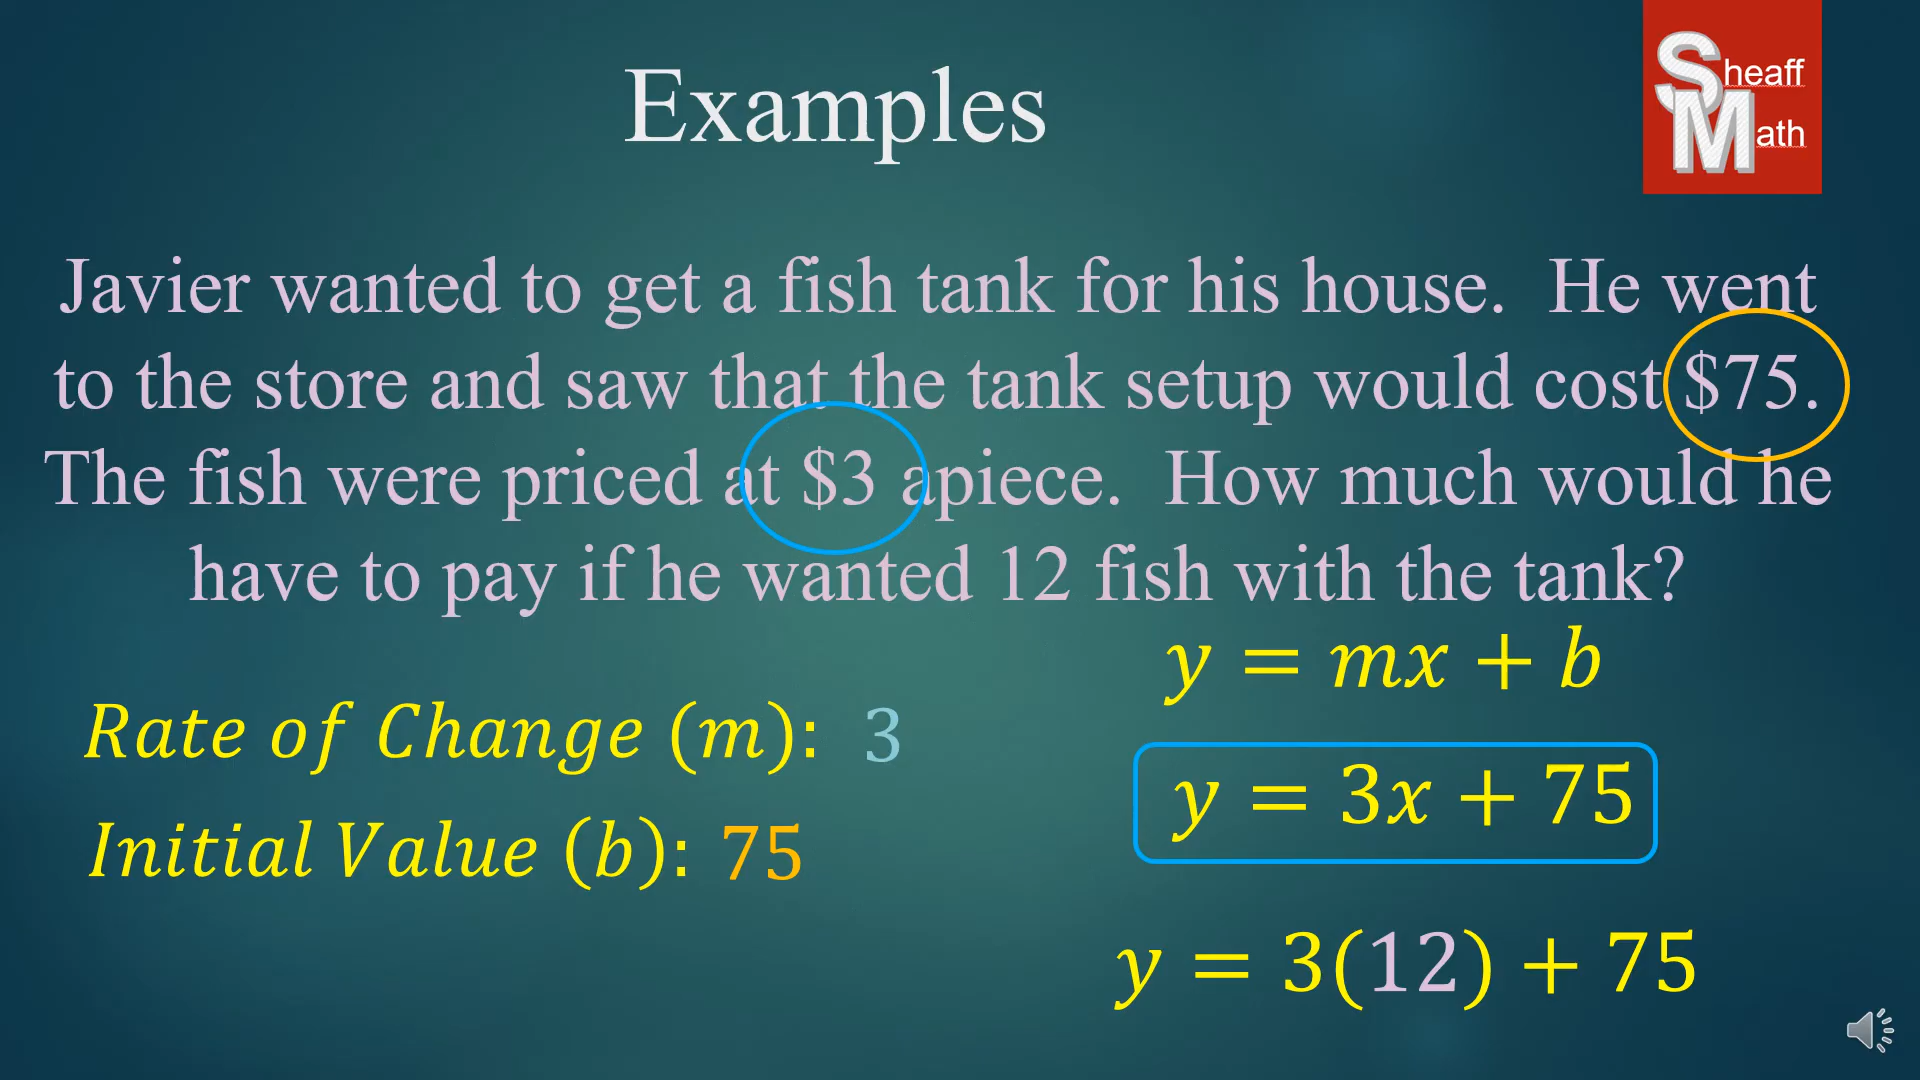 Examples
Sheaff
Math
Javier wanted to get a fish tank for his house. He went
to the store and saw that the tank setup would cost $75.
The fish were priced at $3 apiece. How much would he
have to pay if he wanted 12 fish with the tank?
y = mx + b
Rate of Change (m): 3
y = 3x + 75
Initial Value (b): 75
y = 3(12) + 75